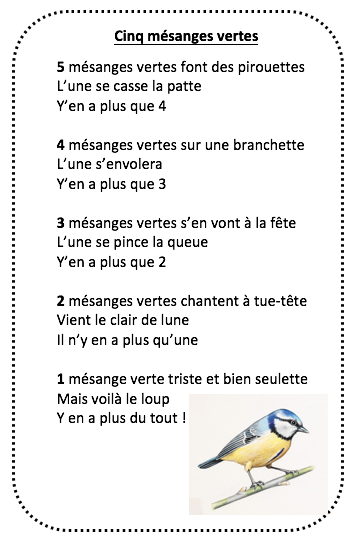 Cinq mésanges vertes
5 mésanges vertes font des pirouettes
L’une se casse la patte
Y’en a plus que 4
4 mésanges vertes sur une branchette
L’une s’envolera
Y’en a plus que 3
3 mésanges vertes s’en vont à la fête
L’une se pince la queue
Y’en a plus que 2
2 mésanges vertes chantent à tue-tête
Vient le clair de lune
Il n’y en a plus qu’une
1 mésange verte triste et bien seulette
Mais voilà le loup
Y en a plus du tout !